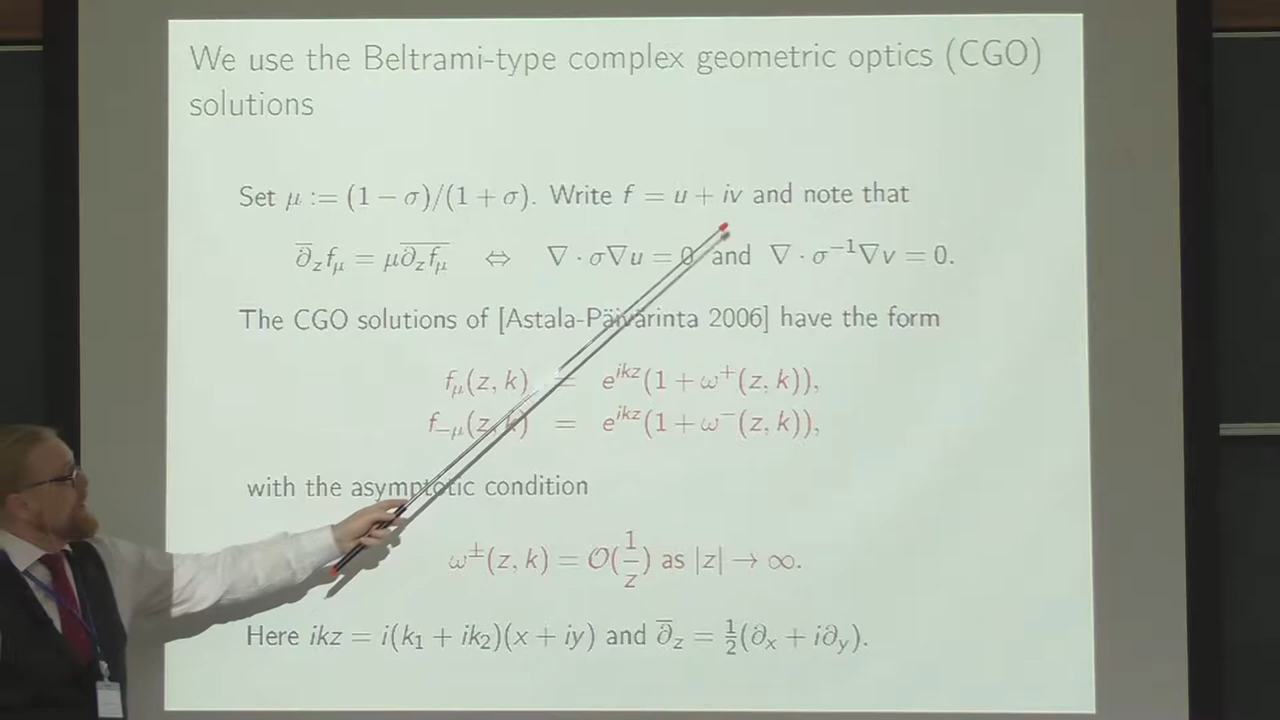 We use the Beltrami-type complex geometric optics (CGO)
solutions
Set μ := (1 − σ)/(1 + σ). Write f = u + iv and note that
∂̅_z f_μ = μ \overline{∂_z f_μ} ⇔ ∇ · σ∇u = 0 and ∇ · σ⁻¹∇v = 0.
The CGO solutions of [Astala-Päivärinta 2006] have the form
f_μ(z, k) = e^{ikz}(1 + ω⁺(z, k)),
f_{−μ}(z, k) = e^{ikz}(1 + ω⁻(z, k)),
with the asymptotic condition
ω^±(z, k) = O(1/z) as |z| → ∞.
Here ikz = i(k₁ + ik₂)(x + iy) and ∂̅_z = ½(∂_x + i∂_y).